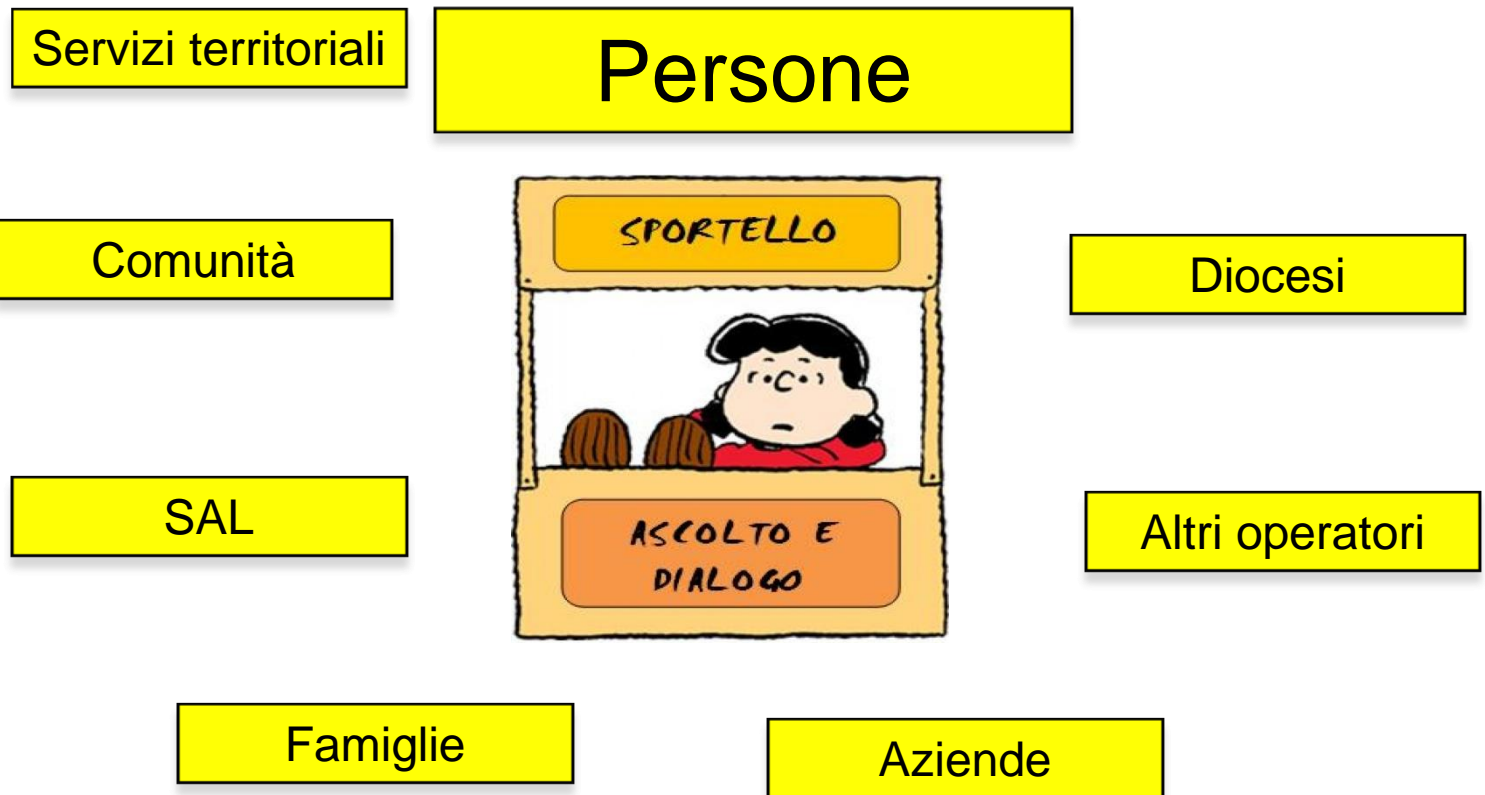 Servizi territoriali
Persone
SPORTELLO
Comunità
Diocesi
SAL
ASCOLTO E
DIALOGO
Altri operatori
Famiglie
Aziende